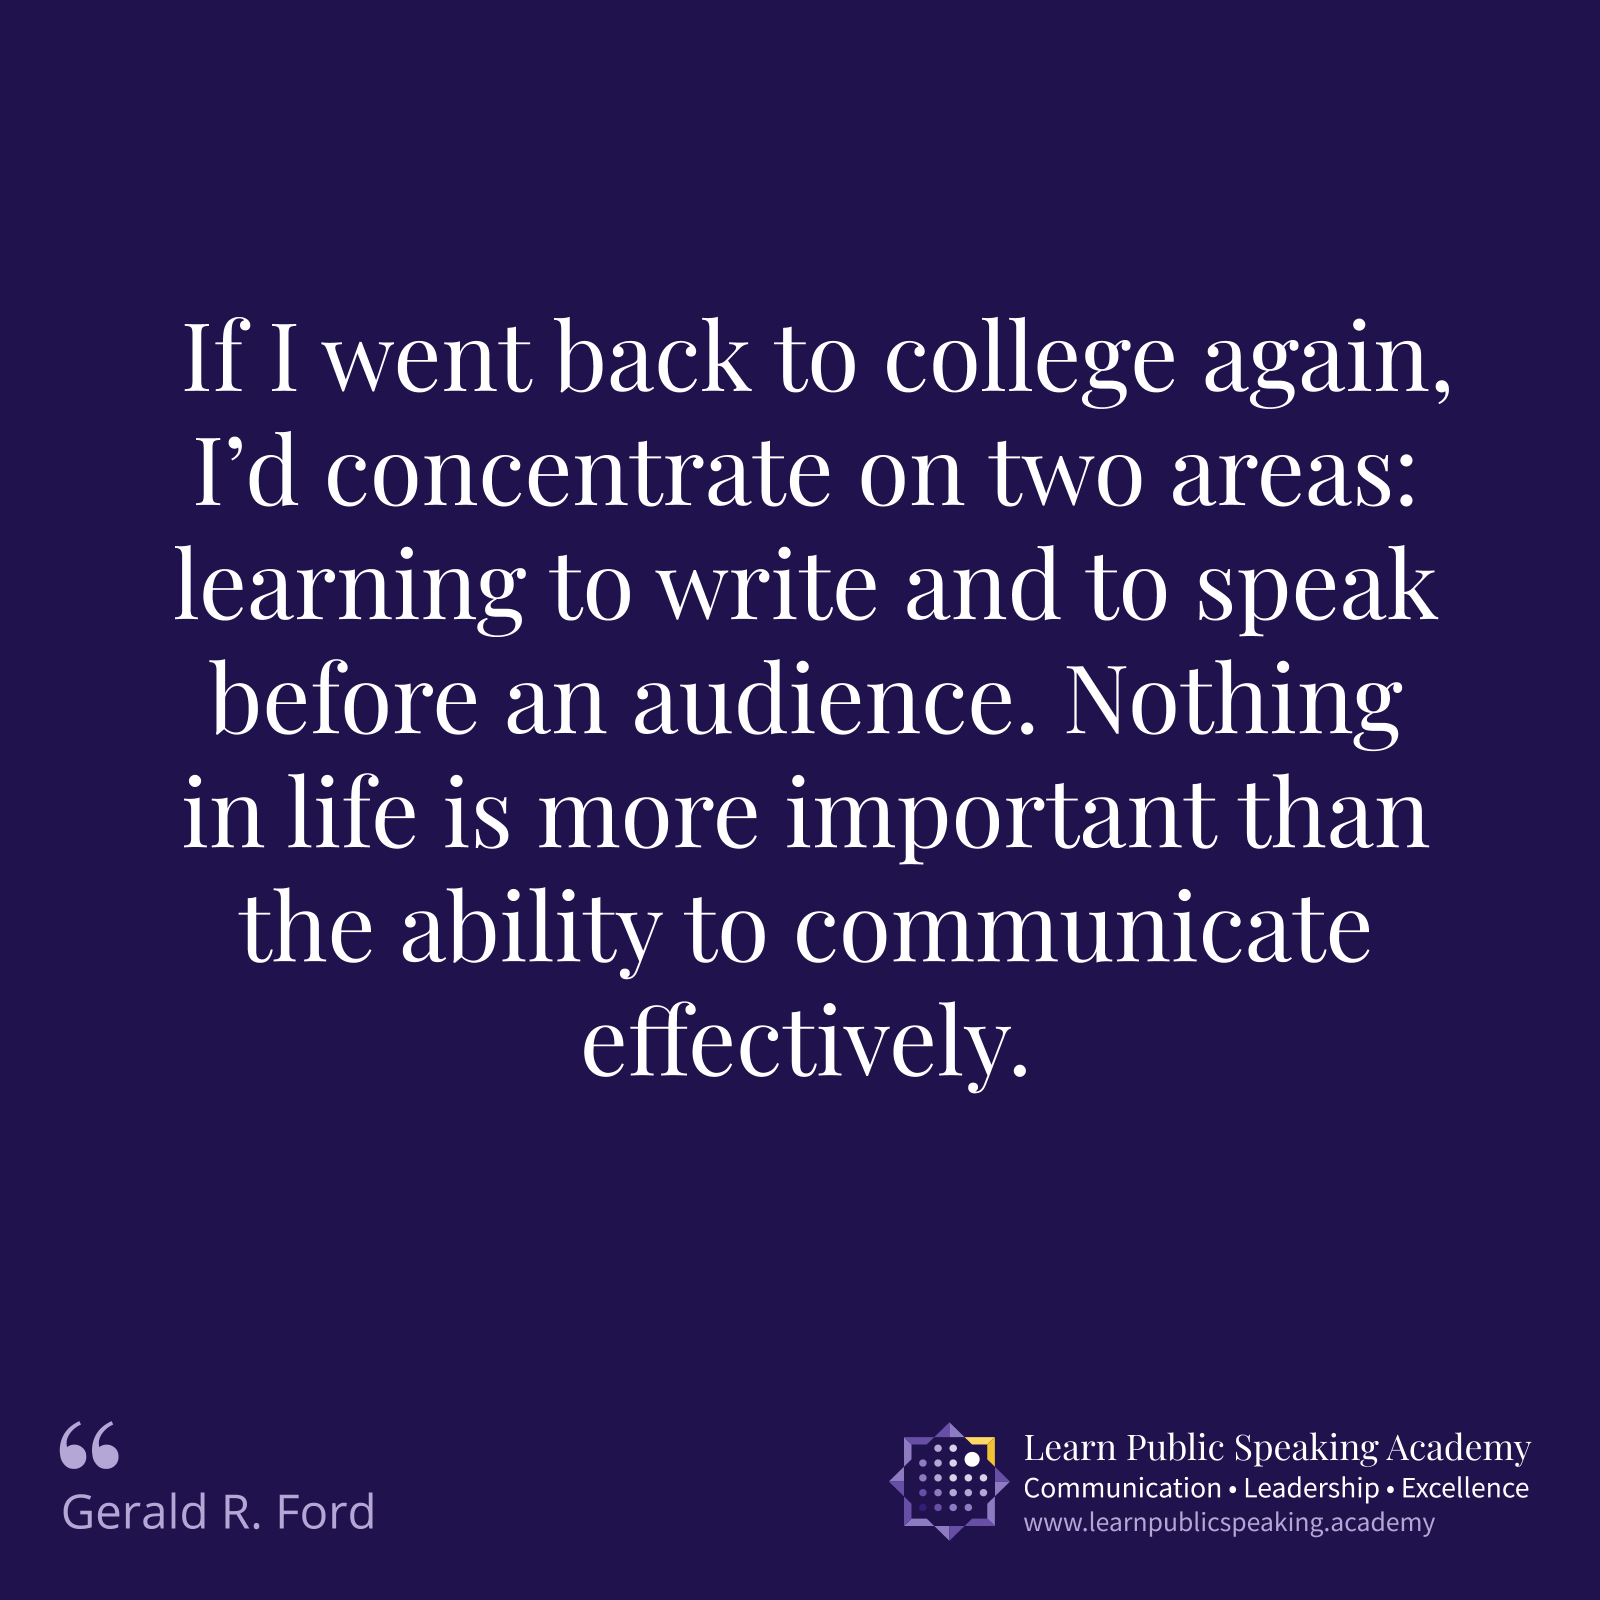 If I went back to college again,
I’d concentrate on two areas:
learning to write and to speak
before an audience. Nothing
in life is more important than
the ability to communicate
effectively.
“
Gerald R. Ford
Learn Public Speaking Academy
Communication • Leadership • Excellence
www.learnpublicspeaking.academy